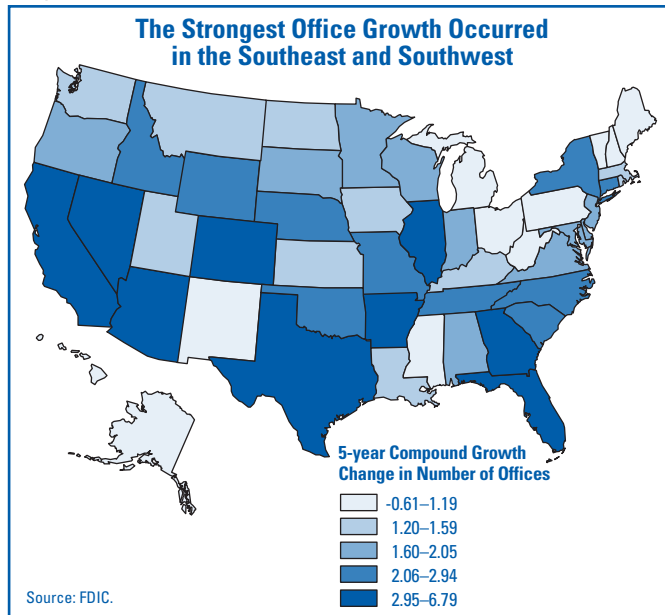 The Strongest Office Growth Occurred
in the Southeast and Southwest
5-year Compound Growth
Change in Number of Offices
-0.61–1.19
1.20–1.59
1.60–2.05
2.06–2.94
2.95–6.79
Source: FDIC.